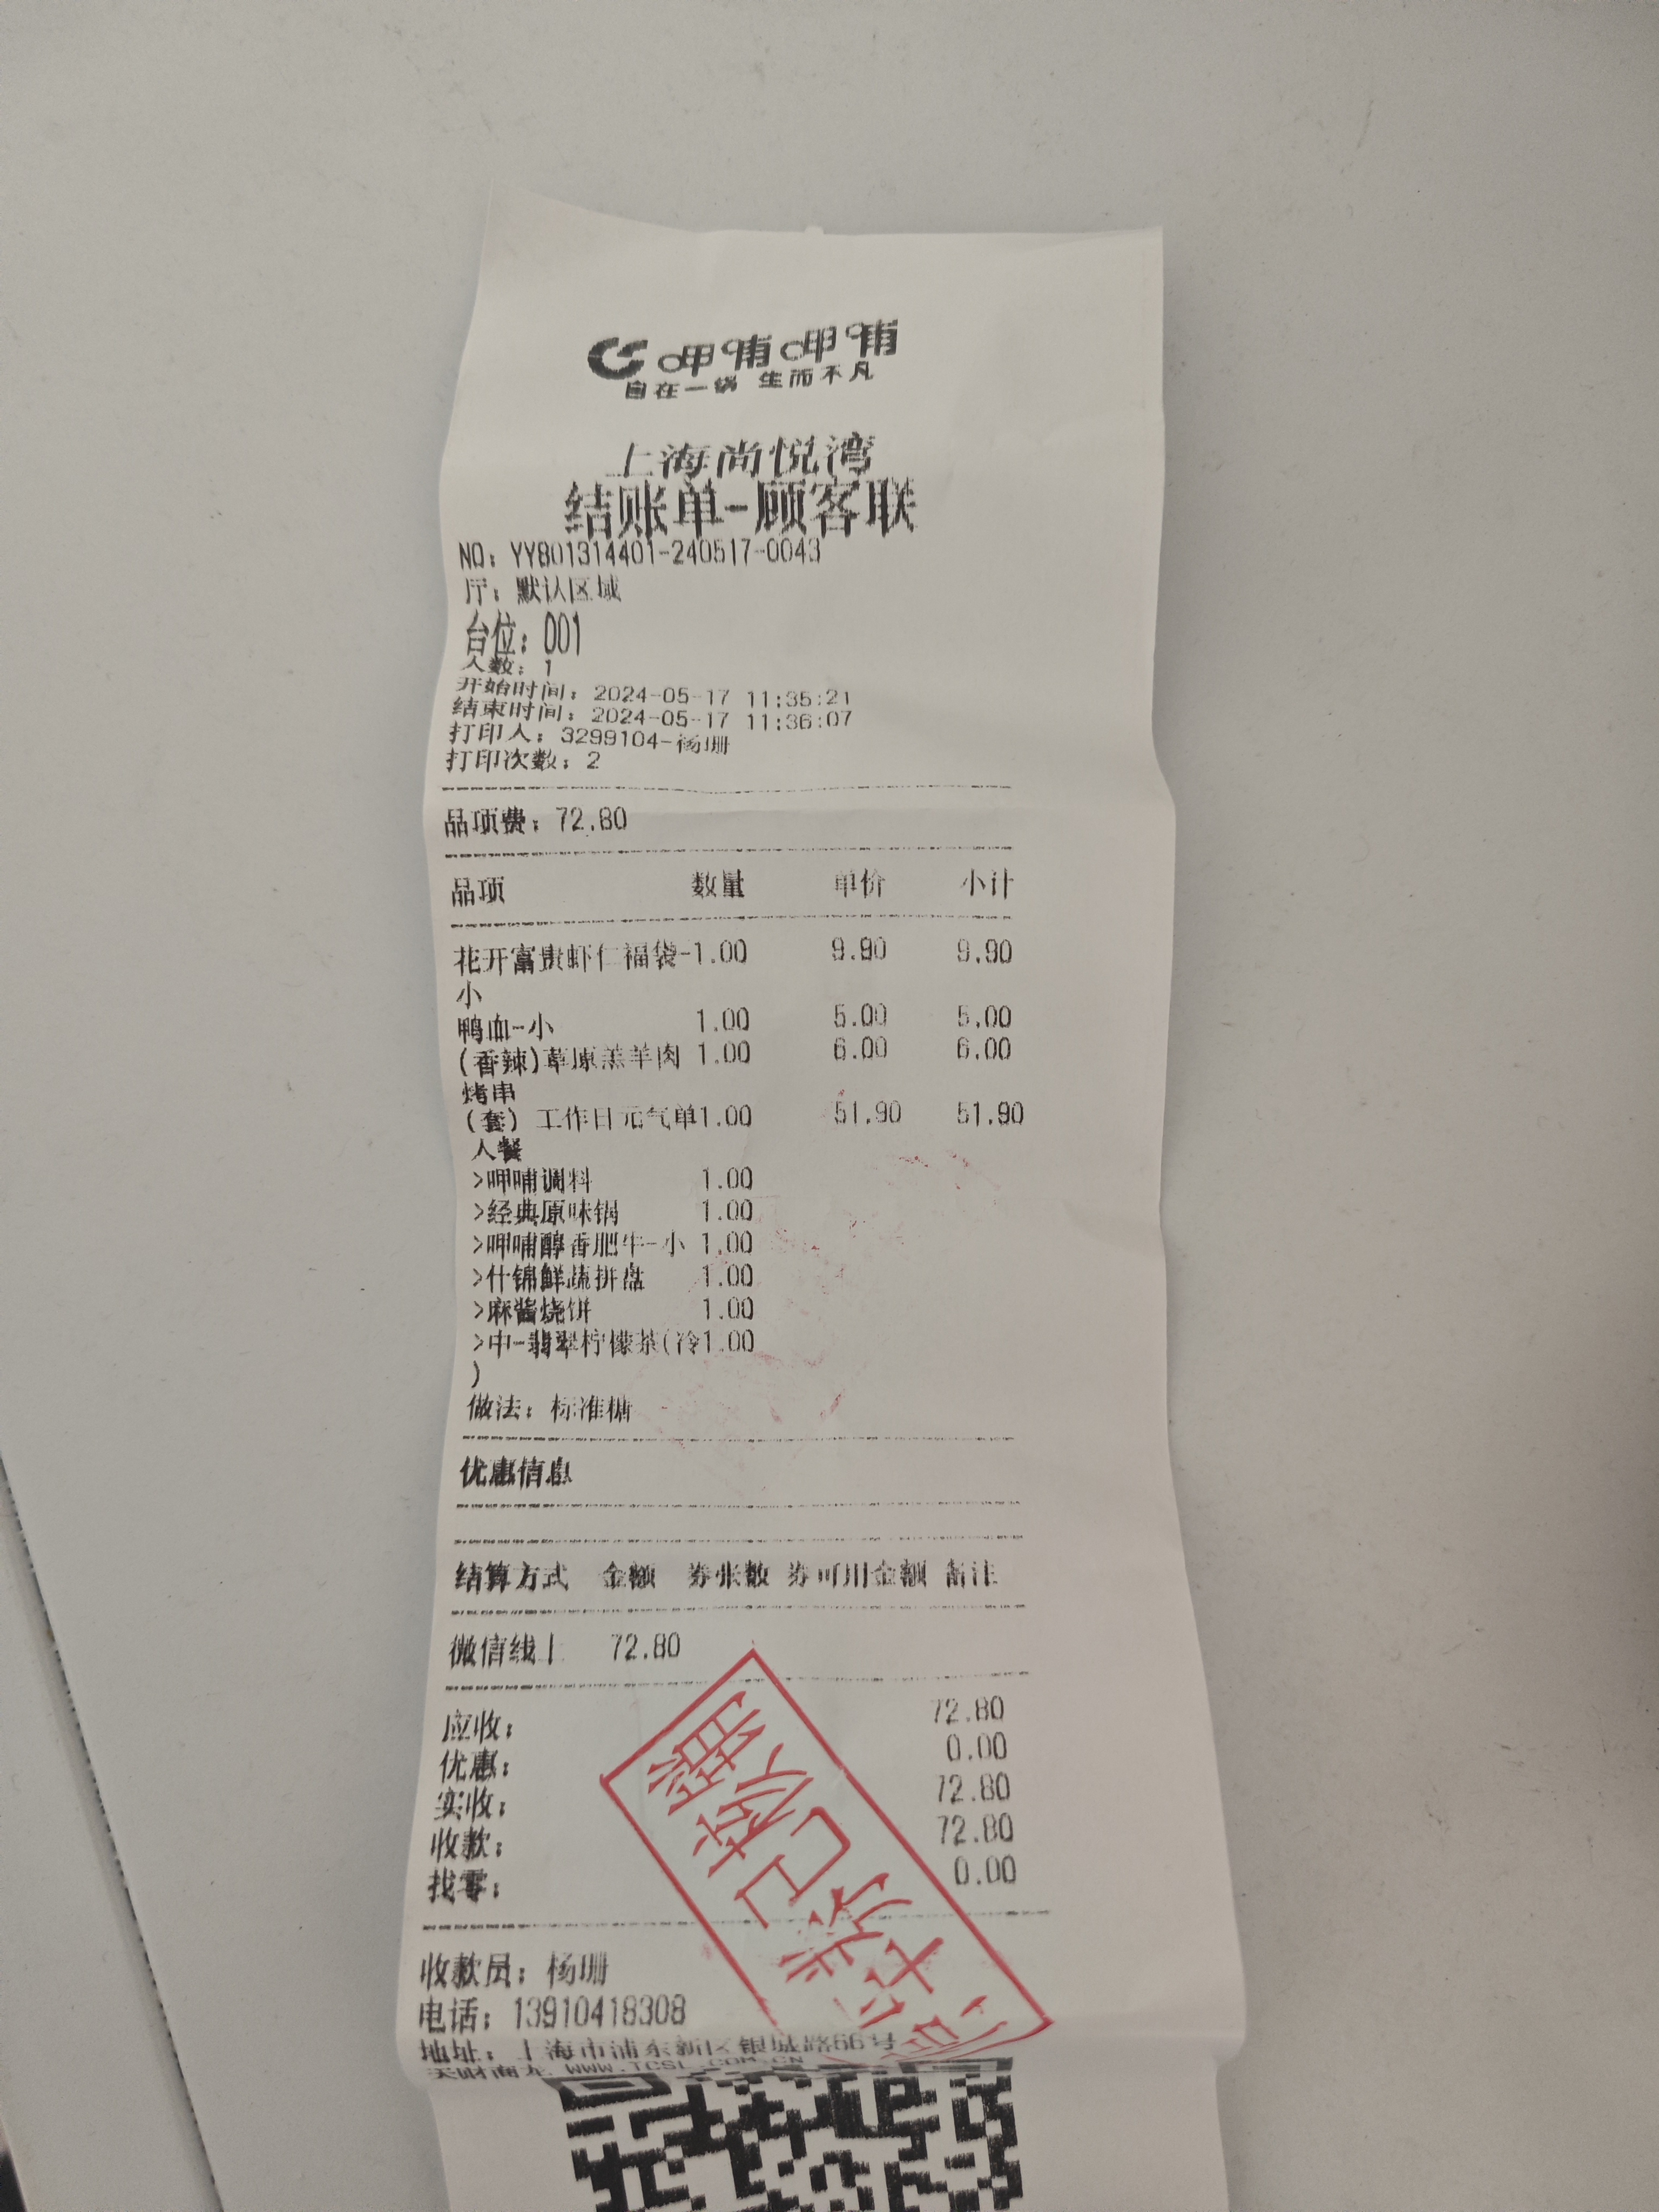 呷哺呷哺
自在一锅 生而不凡
上海尚悦湾
结账单-顾客联
NO: YY801314401-240517-0043
厅: 默认区域
台位: 001
人数: 1
开始时间: 2024-05-17 11:35:21
结束时间: 2024-05-17 11:36:07
打印人: 3299104-杨珊
打印次数: 2
品项费: 72.80
品项 数量 单价 小计
花开富贵虾仁福袋-1.00 9.90 9.90
小
鸭血-小 1.00 5.00 5.00
(香辣)草原羔羊肉 1.00 6.00 6.00
烤串
(套) 工作日元气单1.00 51.90 51.90
人餐
>呷哺调料 1.00
>经典原味锅 1.00
>呷哺醇香肥牛-小 1.00
>什锦鲜蔬拼盘 1.00
>麻酱烧饼 1.00
>中-翡翠柠檬茶(冷1.00
)
做法: 标准糖
优惠信息
结算方式 金额 券张数 券可用金额 备注
微信线上 72.80
应收: 72.80
优惠: 0.00
实收: 72.80
收款: 72.80
找零: 0.00
收款员: 杨珊
电话: 13910418308
地址: 上海市浦东新区银城路66号
天财商龙 WWW.TCSL.COM.CN
票已核销